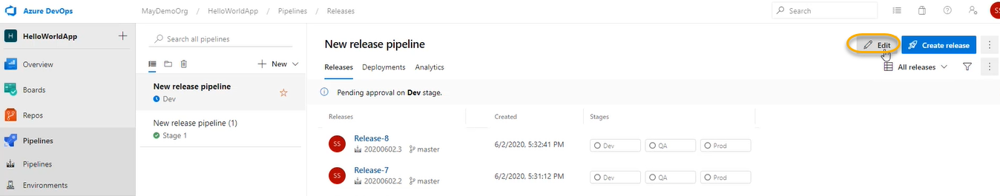 Azure DevOps
MayDemoOrg / HelloWorldApp / Pipelines / Releases
Search
SS
H HelloWorldApp
Overview
Boards
Repos
Pipelines
Pipelines
Environments
Search all pipelines
New
New release pipeline
Dev
New release pipeline (1)
Stage 1
New release pipeline
Edit
Create release
Releases Deployments Analytics
All releases
Pending approval on Dev stage.
Releases Created Stages
SS Release-8 6/2/2020, 5:32:41 PM Dev QA Prod
20200602.3 master
SS Release-7 6/2/2020, 5:31:12 PM Dev QA Prod
20200602.2 master